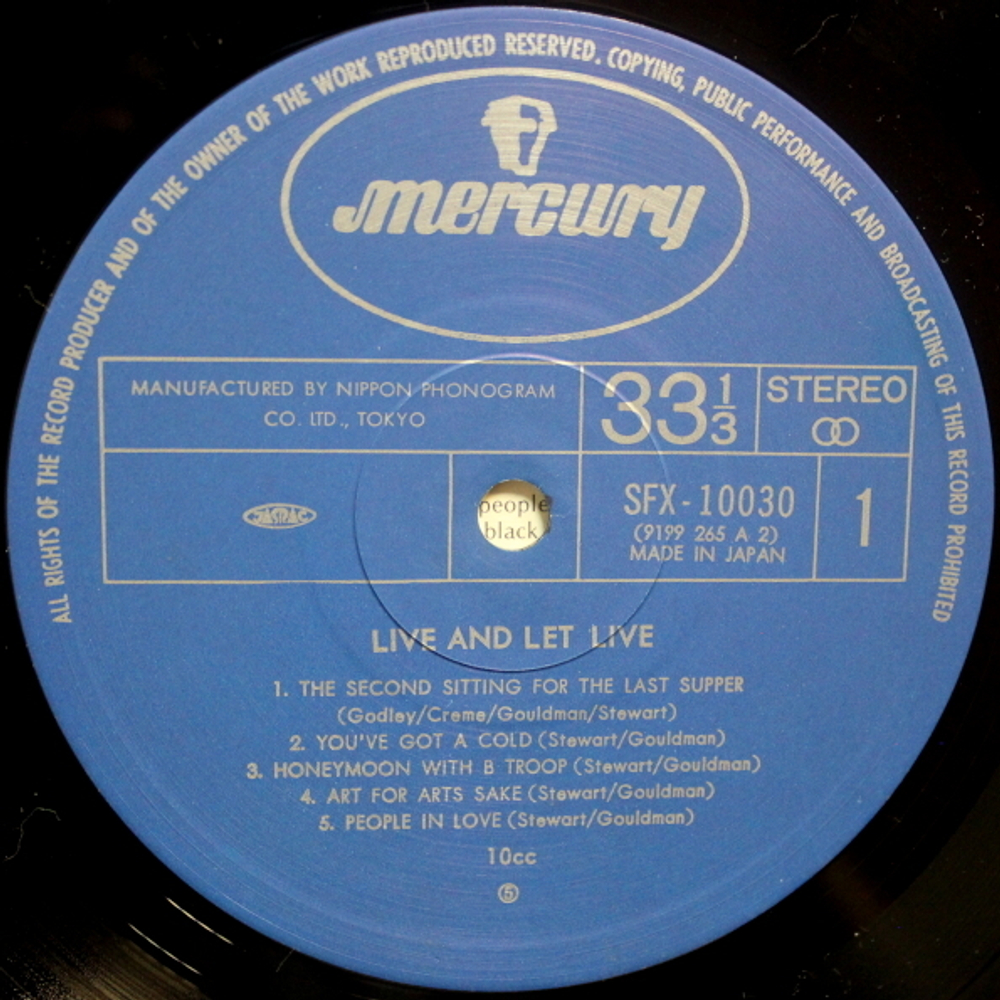 ALL RIGHTS OF THE RECORD PRODUCER AND OF THE OWNER OF THE WORK REPRODUCED RESERVED. COPYING, PUBLIC PERFORMANCE AND BROADCASTING OF THIS RECORD PROHIBITED
mercury
MANUFACTURED BY NIPPON PHONOGRAM
CO. LTD., TOKYO
33 1/3
STEREO
JASRAC
people
black
SFX-10030
(9199 265 A 2)
MADE IN JAPAN
1
LIVE AND LET LIVE
1. THE SECOND SITTING FOR THE LAST SUPPER
(Godley/Creme/Gouldman/Stewart)
2. YOU'VE GOT A COLD (Stewart/Gouldman)
3. HONEYMOON WITH B TROOP (Stewart/Gouldman)
4. ART FOR ARTS SAKE (Stewart/Gouldman)
5. PEOPLE IN LOVE (Stewart/Gouldman)
10cc
⑤